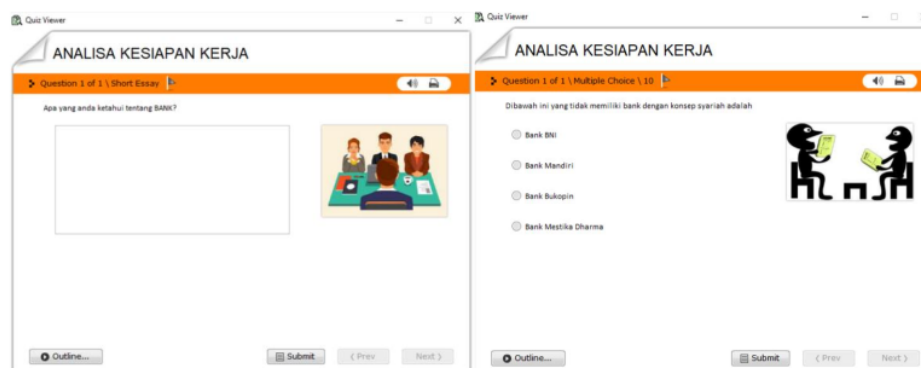 Quiz Viewer
ANALISA KESIAPAN KERJA
Question 1 of 1 \ Short Essay
Apa yang anda ketahui tentang BANK?
Outline...
Submit
< Prev
Next >
Quiz Viewer
ANALISA KESIAPAN KERJA
Question 1 of 1 \ Multiple Choice \ 10
Dibawah ini yang tidak memiliki bank dengan konsep syariah adalah
Bank BNI
Bank Mandiri
Bank Bukopin
Bank Mestika Dharma
Outline...
Submit
< Prev
Next >